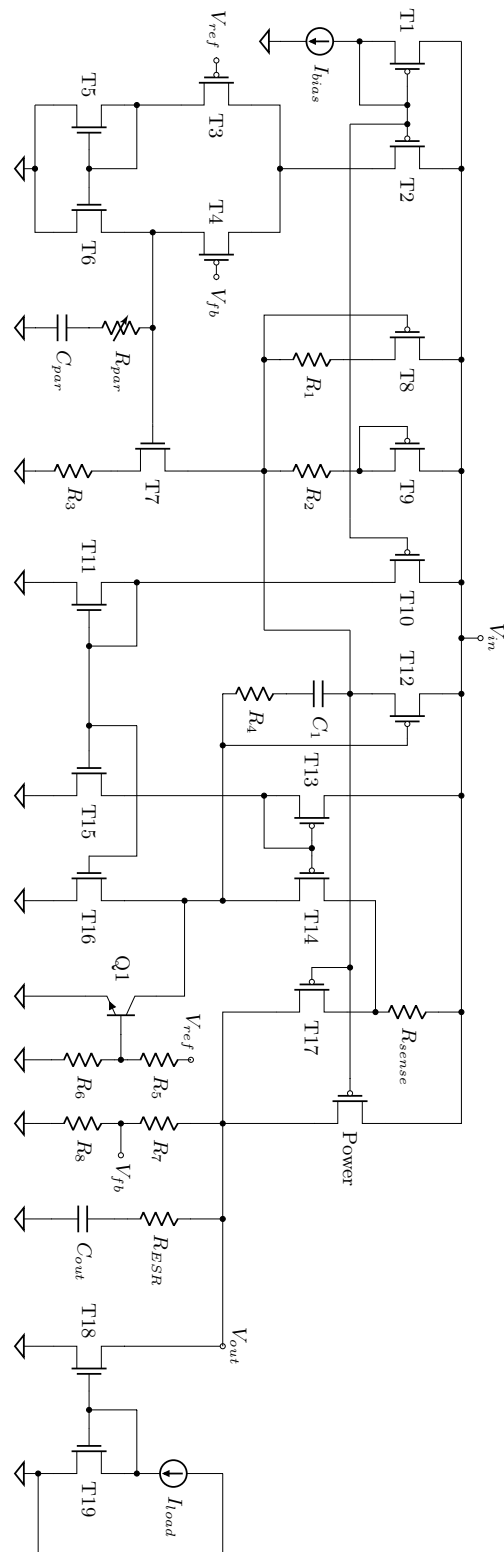 T1
I_bias
T2
V_ref
T3
T4
V_fb
T5
T6
R_par
C_par
T8
R_1
T9
R_2
T7
R_3
T10
T11
V_in
T12
C_1
R_4
T13
T14
T15
T16
R_sense
T17
Power
Q1
V_ref
R_5
R_6
R_7
V_fb
R_8
R_ESR
C_out
V_out
T18
T19
I_load